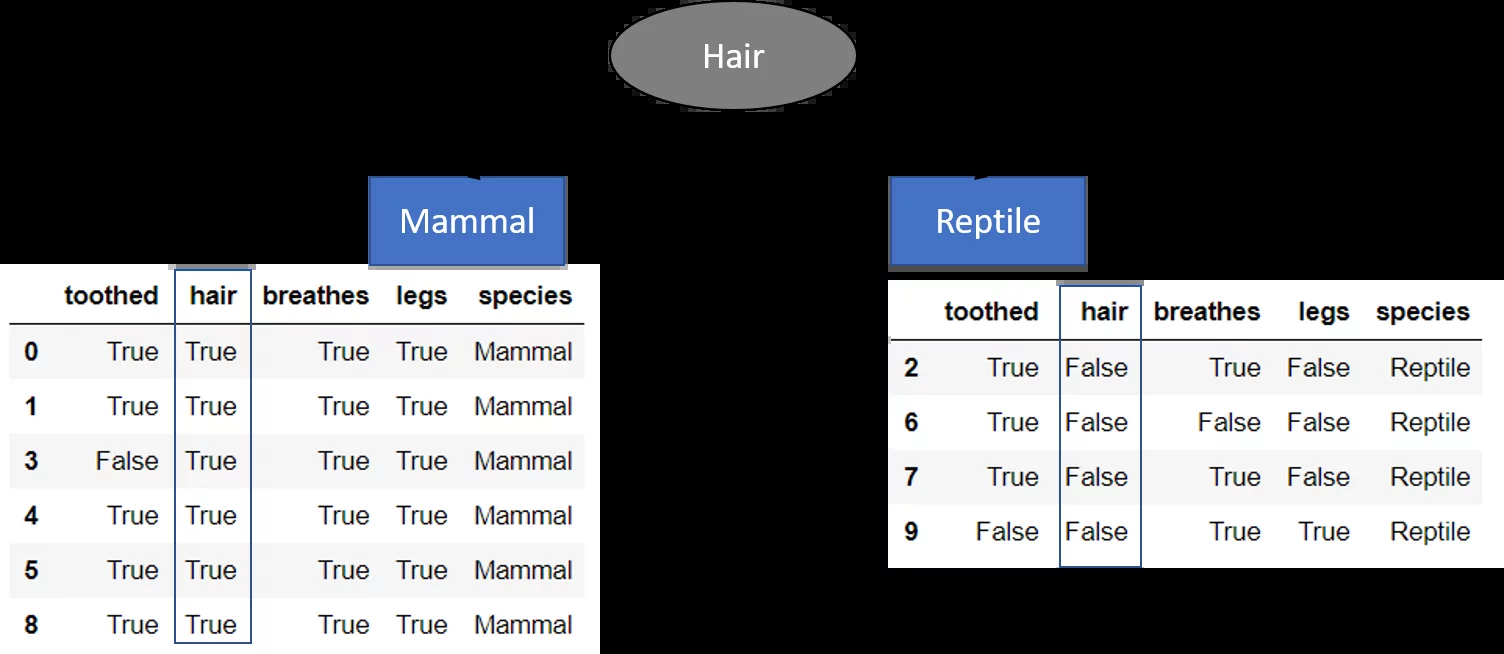 Hair
Mammal
Reptile
toothed hair breathes legs species
0 True True True True Mammal
1 True True True True Mammal
3 False True True True Mammal
4 True True True True Mammal
5 True True True True Mammal
8 True True True True Mammal
toothed hair breathes legs species
2 True False True False Reptile
6 True False False False Reptile
7 True False True False Reptile
9 False False True True Reptile